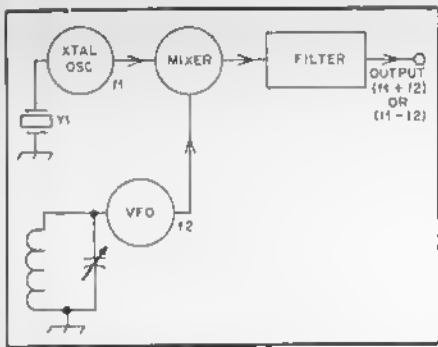 XTAL
OSC
f1
MIXER
FILTER
OUTPUT
(f1 + f2)
OR
(f1 - f2)
Y1
VFO
f2